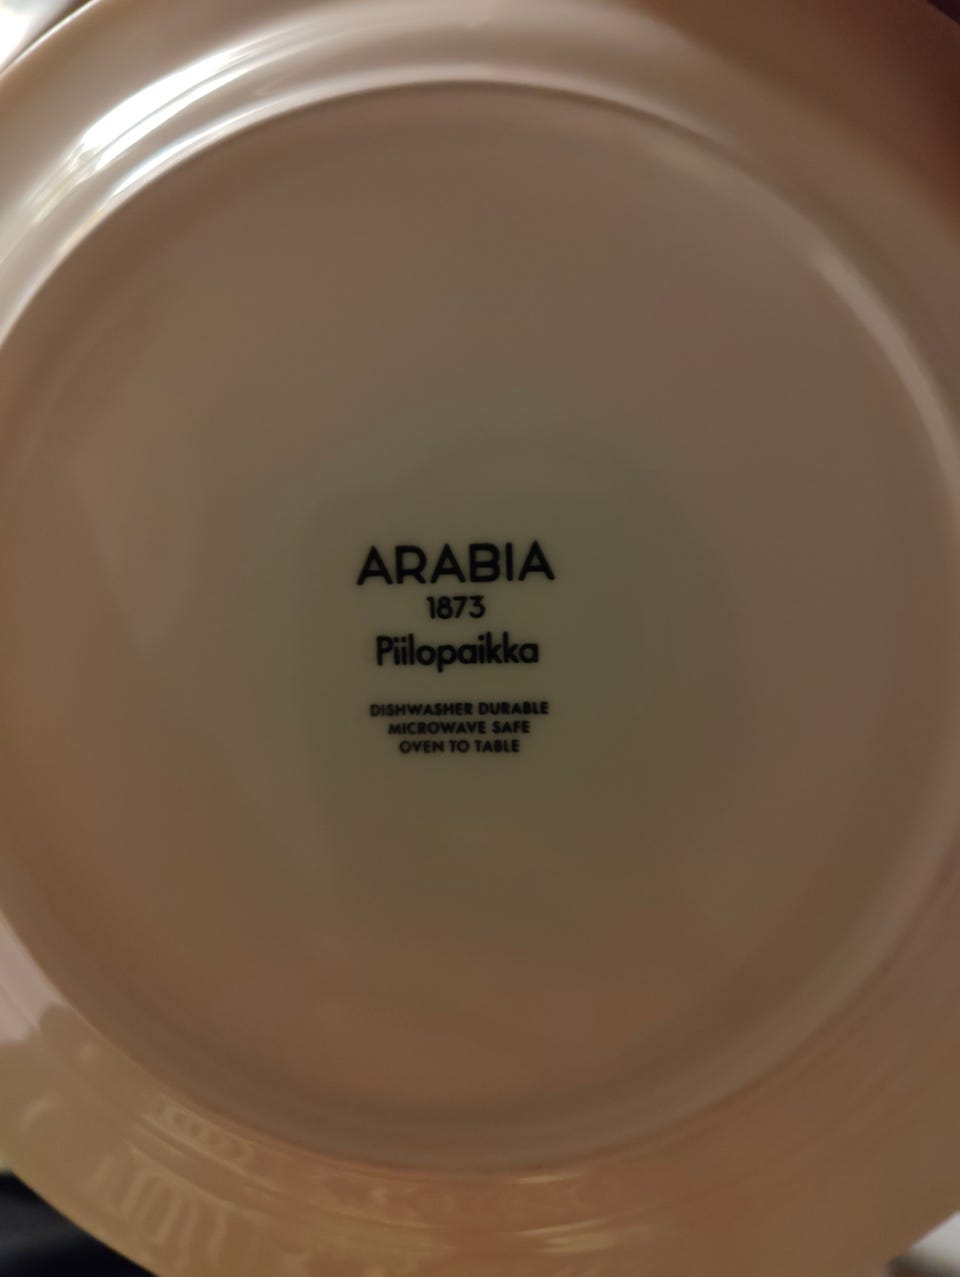 ARABIA
1873
Piilopaikka
DISHWASHER DURABLE
MICROWAVE SAFE
OVEN TO TABLE